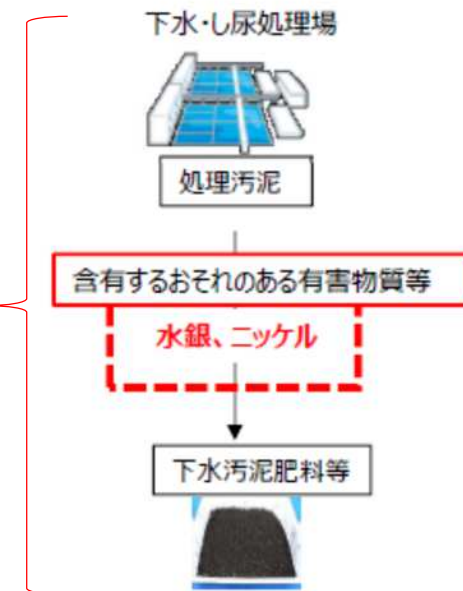 下水・し尿処理場
処理汚泥
含有するおそれのある有害物質等
水銀、ニッケル
下水汚泥肥料等